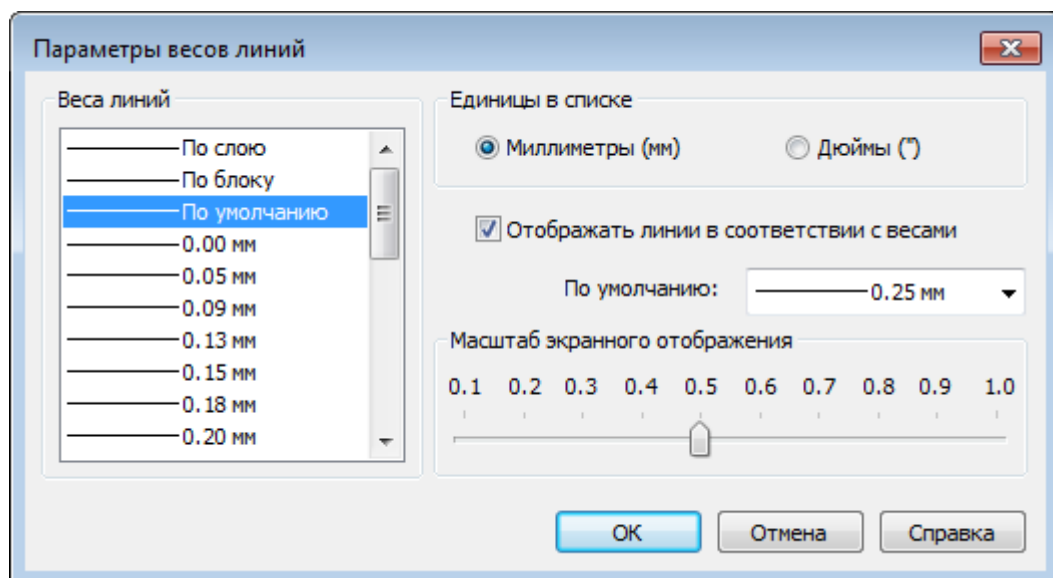 Параметры весов линий
Веса линий
По слою
По блоку
По умолчанию
0.00 мм
0.05 мм
0.09 мм
0.13 мм
0.15 мм
0.18 мм
0.20 мм
Единицы в списке
Миллиметры (мм)
Дюймы (")
Отображать линии в соответствии с весами
По умолчанию:
0.25 мм
Масштаб экранного отображения
0.1 0.2 0.3 0.4 0.5 0.6 0.7 0.8 0.9 1.0
ОК
Отмена
Справка